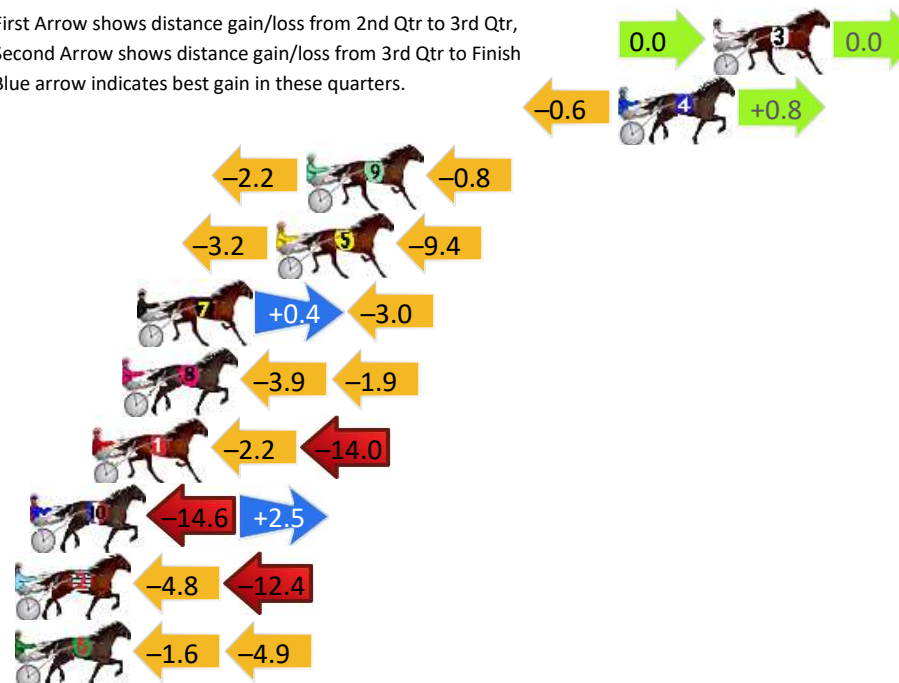 First Arrow shows distance gain/loss from 2nd Qtr to 3rd Qtr,
Second Arrow shows distance gain/loss from 3rd Qtr to Finish
Blue arrow indicates best gain in these quarters.
0.0 3 0.0
−0.6 4 +0.8
−2.2 9 −0.8
−3.2 5 −9.4
7 +0.4 −3.0
8 −3.9 −1.9
1 −2.2 −14.0
10 −14.6 +2.5
2 −4.8 −12.4
6 −1.6 −4.9